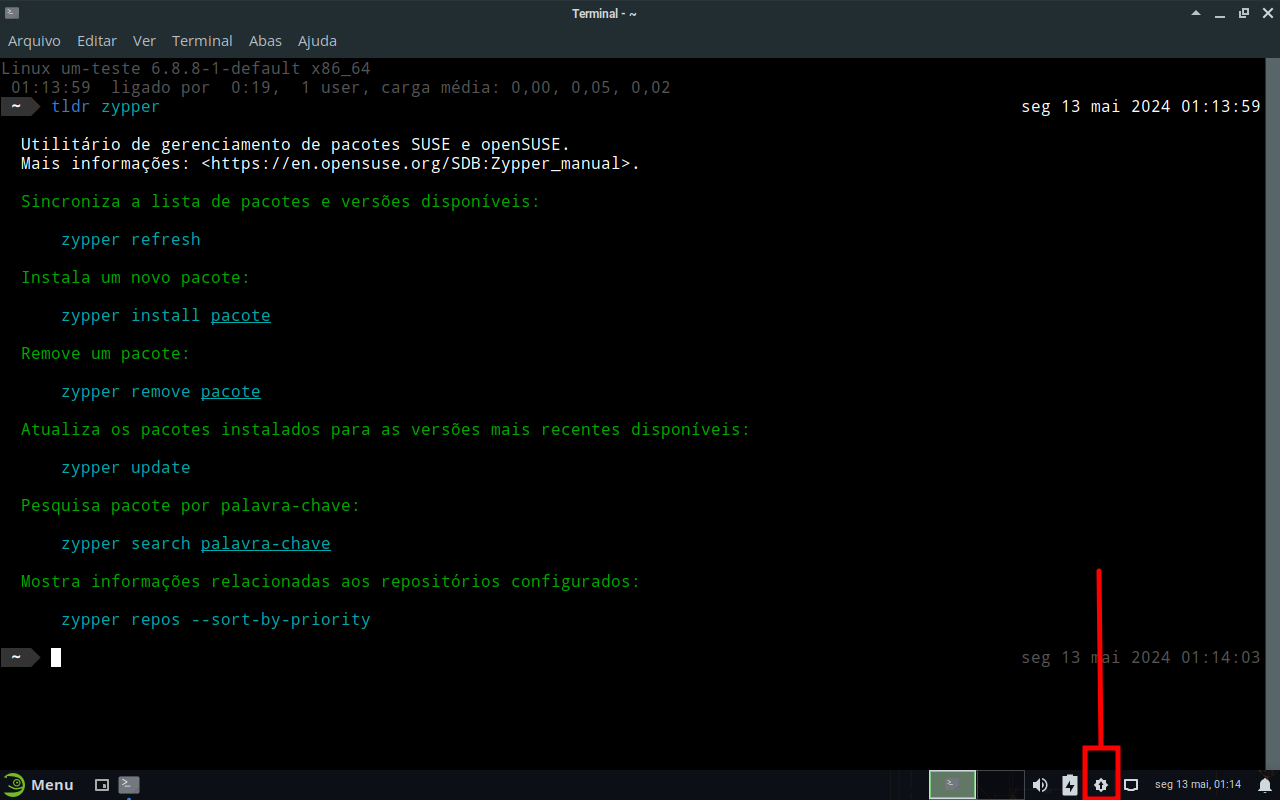 Terminal - ~
Arquivo Editar Ver Terminal Abas Ajuda
Linux um-teste 6.8.8-1-default x86_64
01:13:59 ligado por 0:19, 1 user, carga média: 0,00, 0,05, 0,02
~ tldr zypper seg 13 mai 2024 01:13:59
Utilitário de gerenciamento de pacotes SUSE e openSUSE.
Mais informações: <https://en.opensuse.org/SDB:Zypper_manual>.
Sincroniza a lista de pacotes e versões disponíveis:
zypper refresh
Instala um novo pacote:
zypper install pacote
Remove um pacote:
zypper remove pacote
Atualiza os pacotes instalados para as versões mais recentes disponíveis:
zypper update
Pesquisa pacote por palavra-chave:
zypper search palavra-chave
Mostra informações relacionadas aos repositórios configurados:
zypper repos --sort-by-priority
~ seg 13 mai 2024 01:14:03
Menu seg 13 mai, 01:14